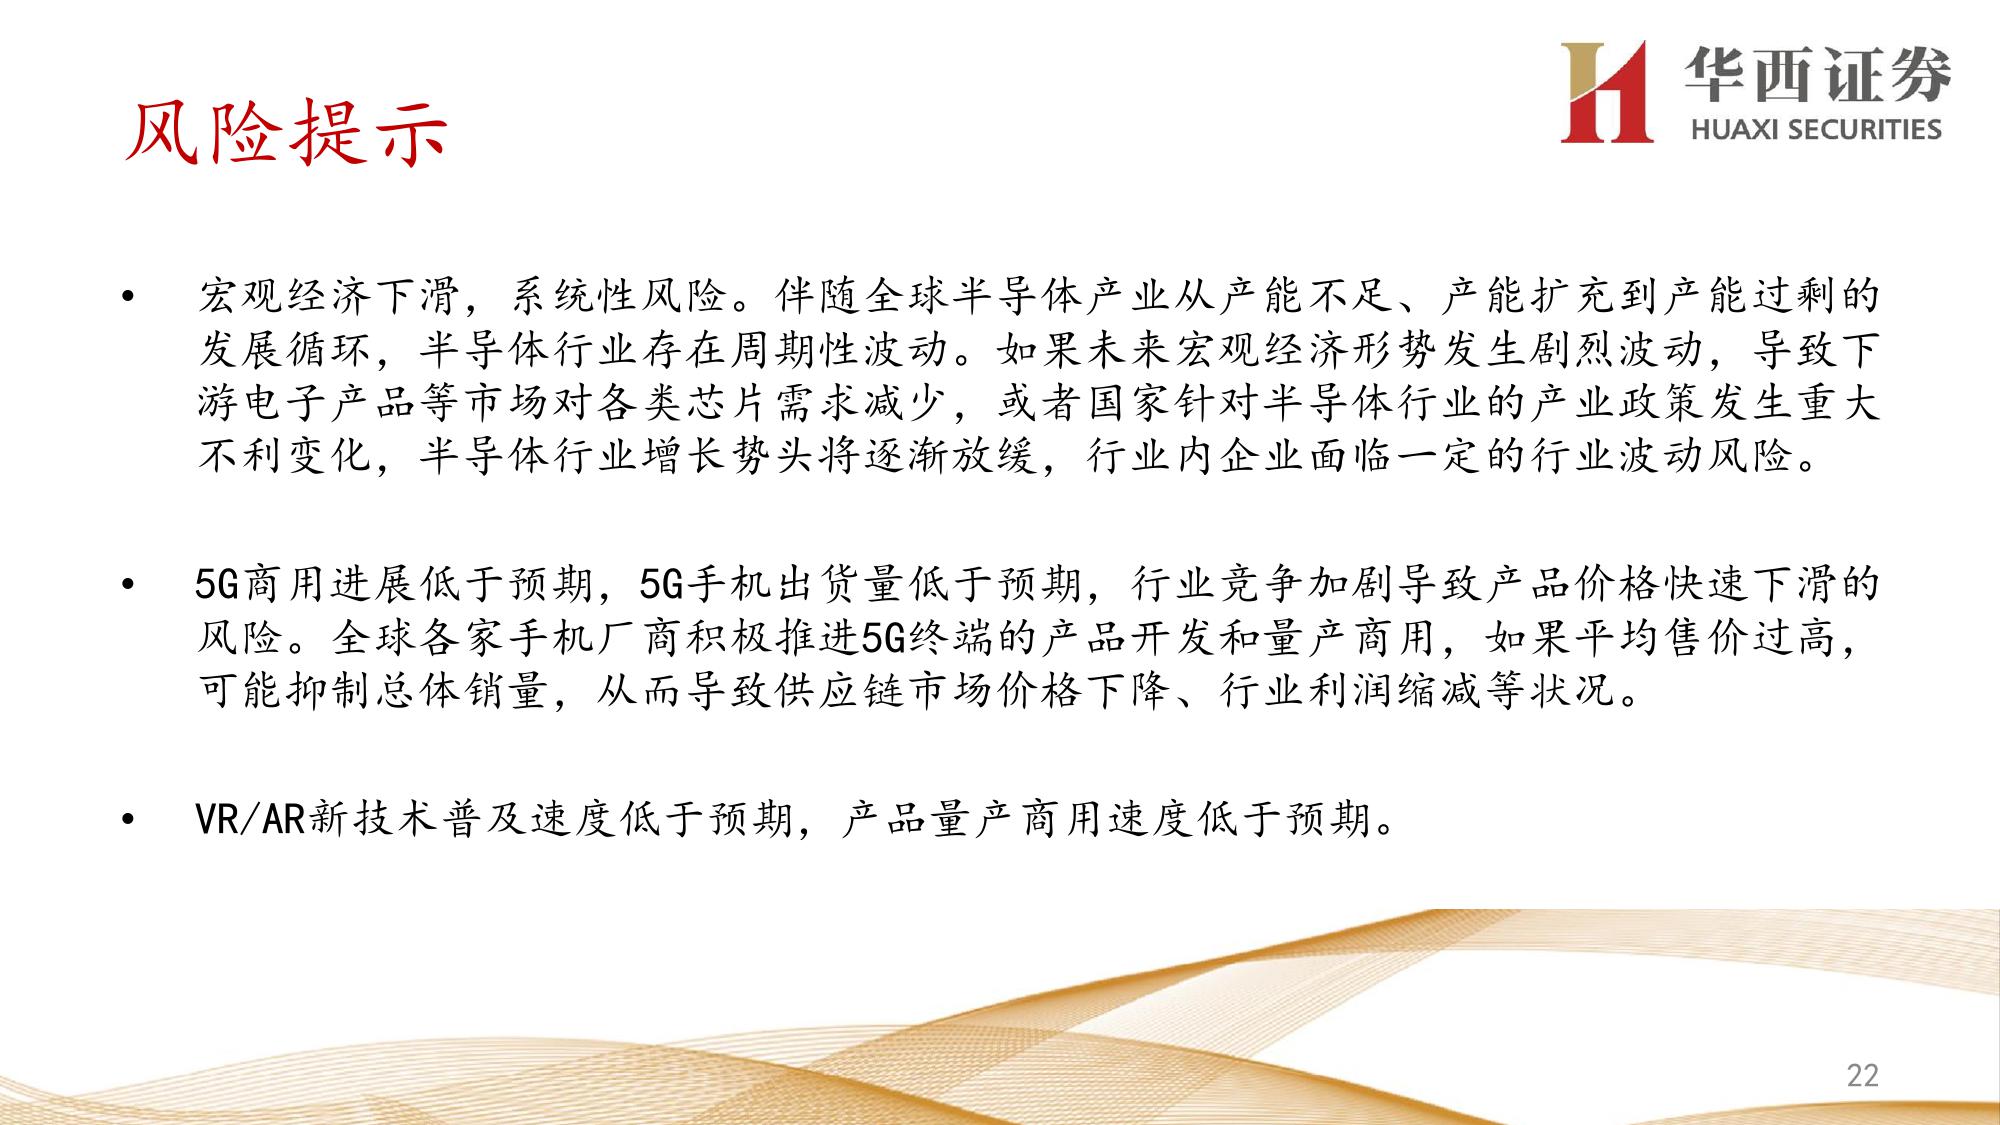 华西证券
HUAXI SECURITIES
风险提示
• 宏观经济下滑，系统性风险。伴随全球半导体产业从产能不足、产能扩充到产能过剩的
发展循环，半导体行业存在周期性波动。如果未来宏观经济形势发生剧烈波动，导致下
游电子产品等市场对各类芯片需求减少，或者国家针对半导体行业的产业政策发生重大
不利变化，半导体行业增长势头将逐渐放缓，行业内企业面临一定的行业波动风险。
• 5G商用进展低于预期，5G手机出货量低于预期，行业竞争加剧导致产品价格快速下滑的
风险。全球各家手机厂商积极推进5G终端的产品开发和量产商用，如果平均售价过高，
可能抑制总体销量，从而导致供应链市场价格下降、行业利润缩减等状况。
• VR/AR新技术普及速度低于预期，产品量产商用速度低于预期。
22